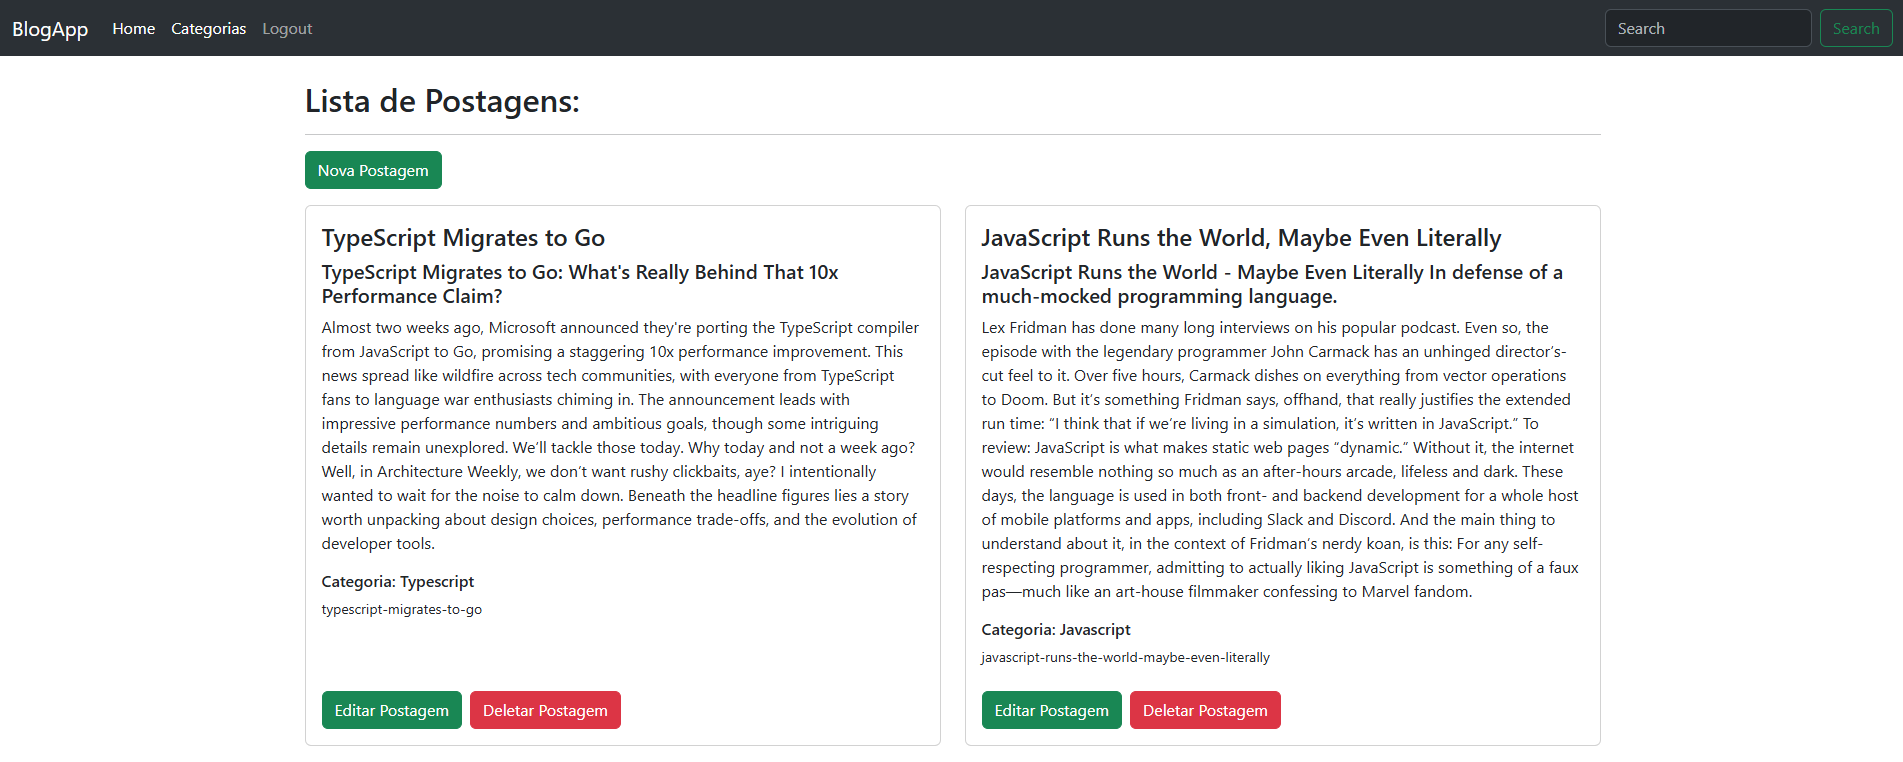 BlogApp Home Categorias Logout Search Search
Lista de Postagens:
Nova Postagem
TypeScript Migrates to Go
TypeScript Migrates to Go: What's Really Behind That 10x
Performance Claim?
Almost two weeks ago, Microsoft announced they're porting the TypeScript compiler
from JavaScript to Go, promising a staggering 10x performance improvement. This
news spread like wildfire across tech communities, with everyone from TypeScript
fans to language war enthusiasts chiming in. The announcement leads with
impressive performance numbers and ambitious goals, though some intriguing
details remain unexplored. We’ll tackle those today. Why today and not a week ago?
Well, in Architecture Weekly, we don’t want rushy clickbaits, aye? I intentionally
wanted to wait for the noise to calm down. Beneath the headline figures lies a story
worth unpacking about design choices, performance trade-offs, and the evolution of
developer tools.
Categoria: Typescript
typescript-migrates-to-go
Editar Postagem Deletar Postagem
JavaScript Runs the World, Maybe Even Literally
JavaScript Runs the World - Maybe Even Literally In defense of a
much-mocked programming language.
Lex Fridman has done many long interviews on his popular podcast. Even so, the
episode with the legendary programmer John Carmack has an unhinged director’s-
cut feel to it. Over five hours, Carmack dishes on everything from vector operations
to Doom. But it’s something Fridman says, offhand, that really justifies the extended
run time: “I think that if we’re living in a simulation, it’s written in JavaScript.” To
review: JavaScript is what makes static web pages “dynamic.” Without it, the internet
would resemble nothing so much as an after-hours arcade, lifeless and dark. These
days, the language is used in both front- and backend development for a whole host
of mobile platforms and apps, including Slack and Discord. And the main thing to
understand about it, in the context of Fridman’s nerdy koan, is this: For any self-
respecting programmer, admitting to actually liking JavaScript is something of a faux
pas—much like an art-house filmmaker confessing to Marvel fandom.
Categoria: Javascript
javascript-runs-the-world-maybe-even-literally
Editar Postagem Deletar Postagem